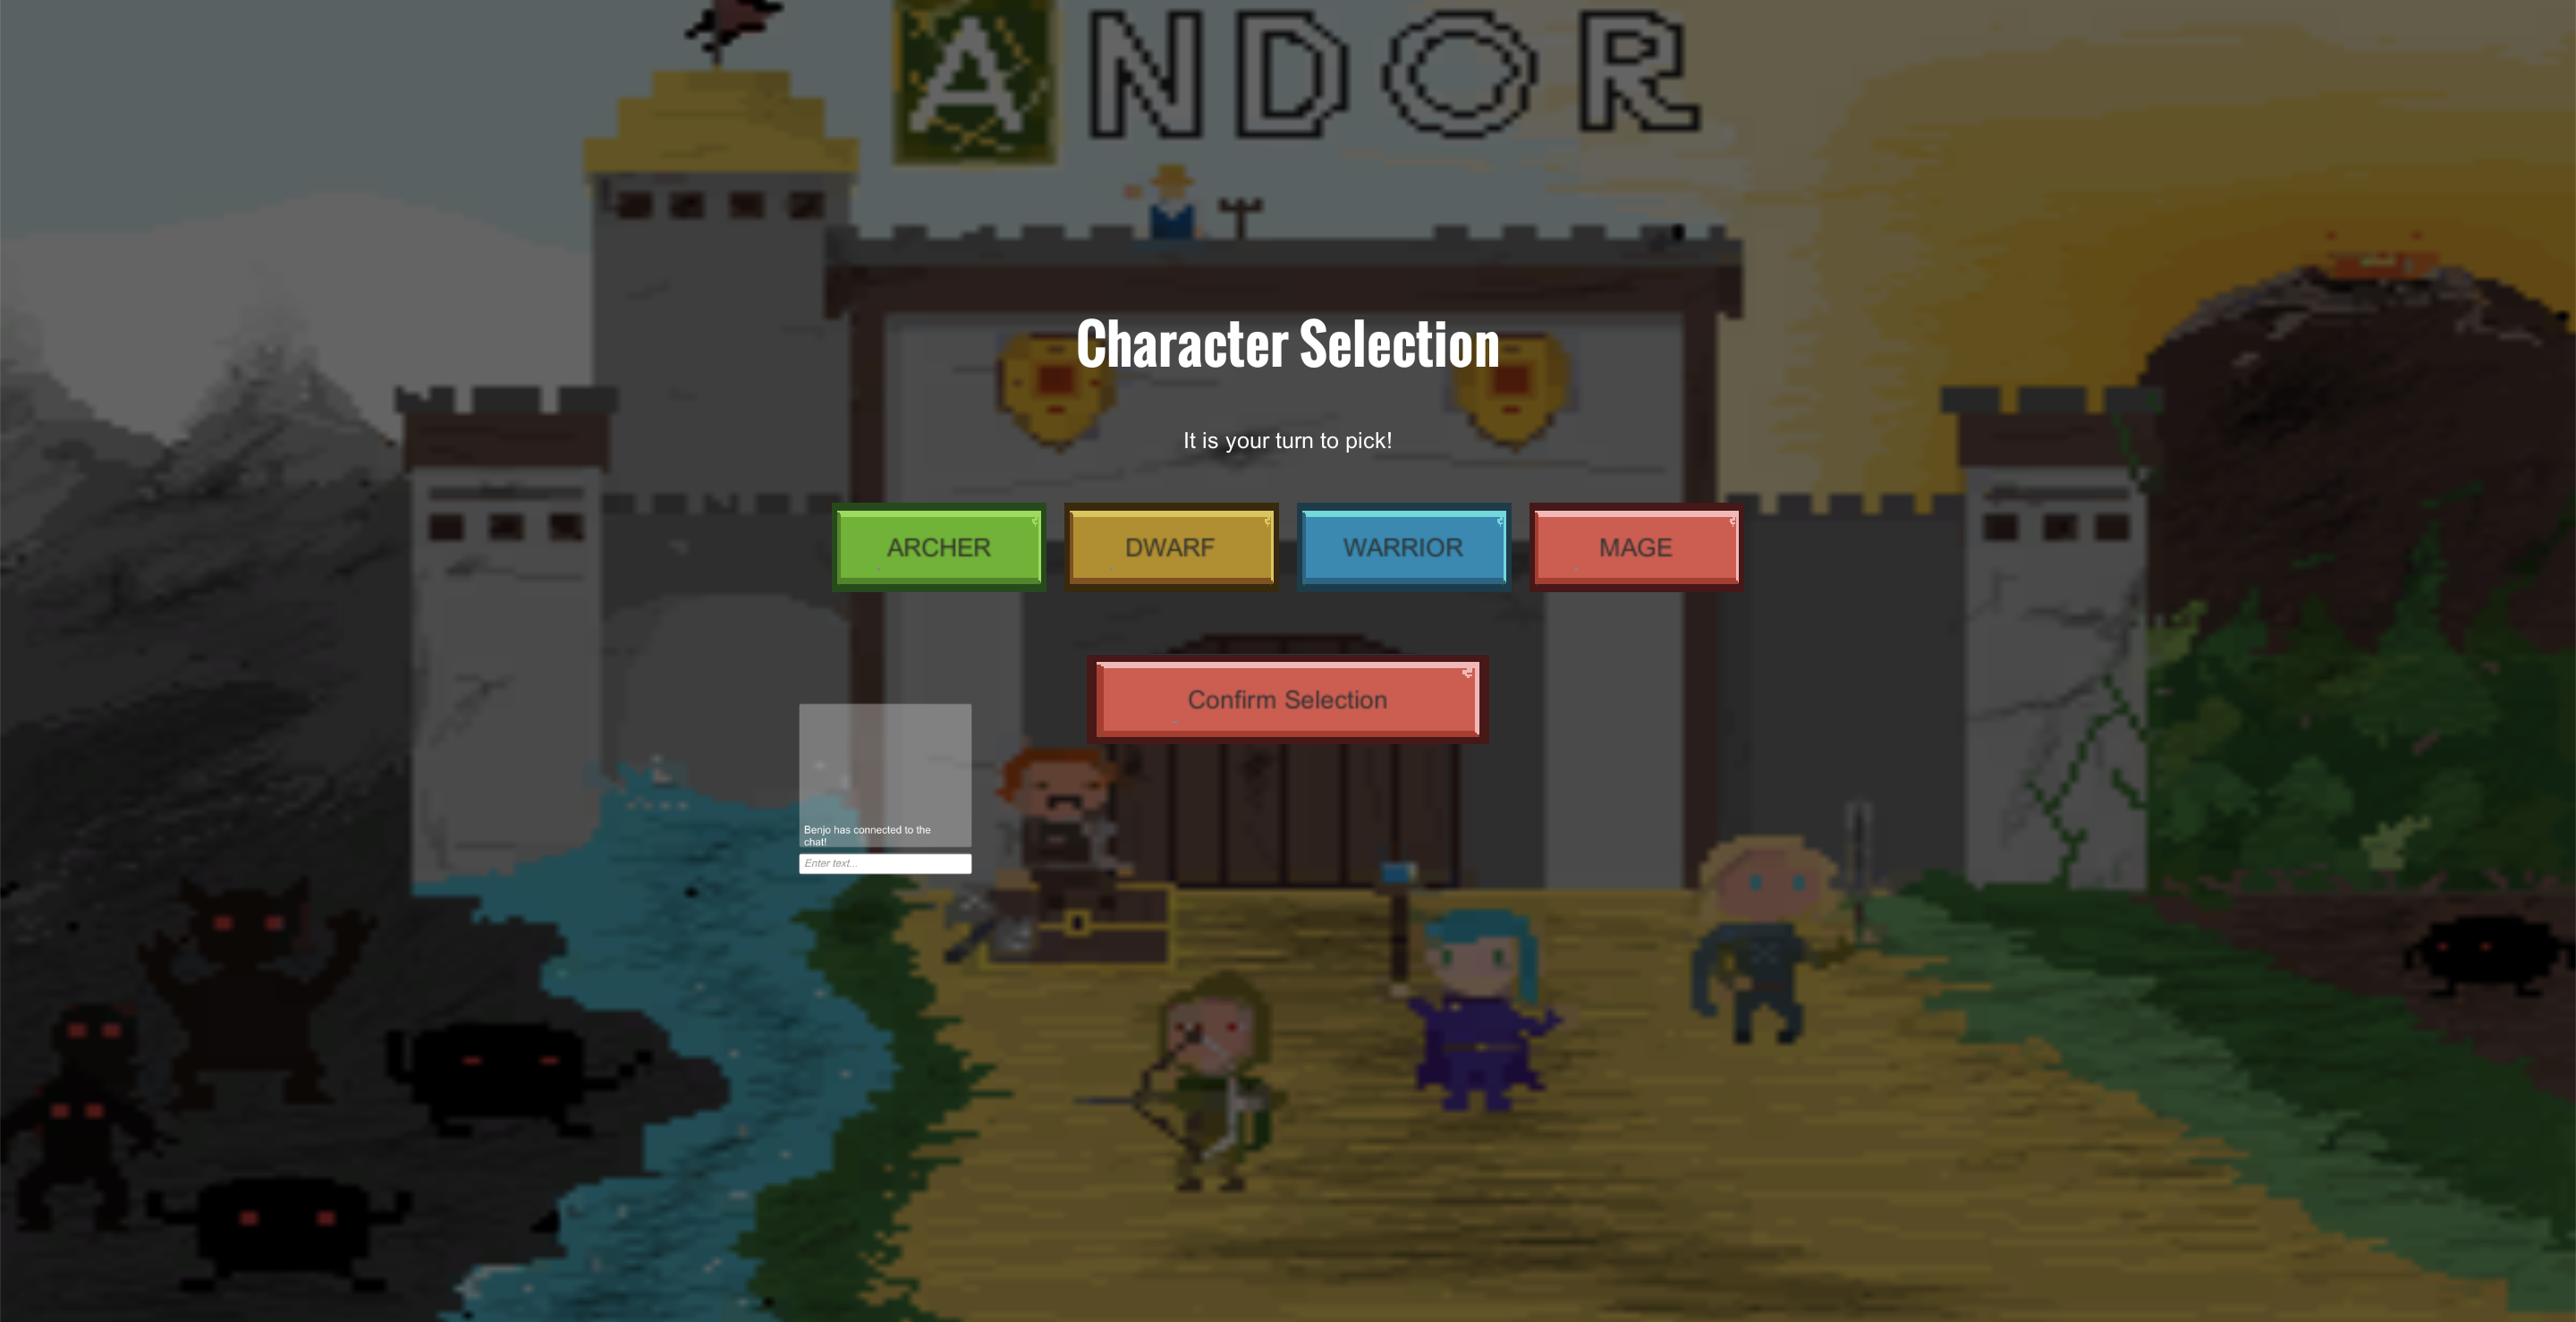 ANDOR
Character Selection
It is your turn to pick!
ARCHER
DWARF
WARRIOR
MAGE
Confirm Selection
Benjo has connected to the
chat!
Enter text...